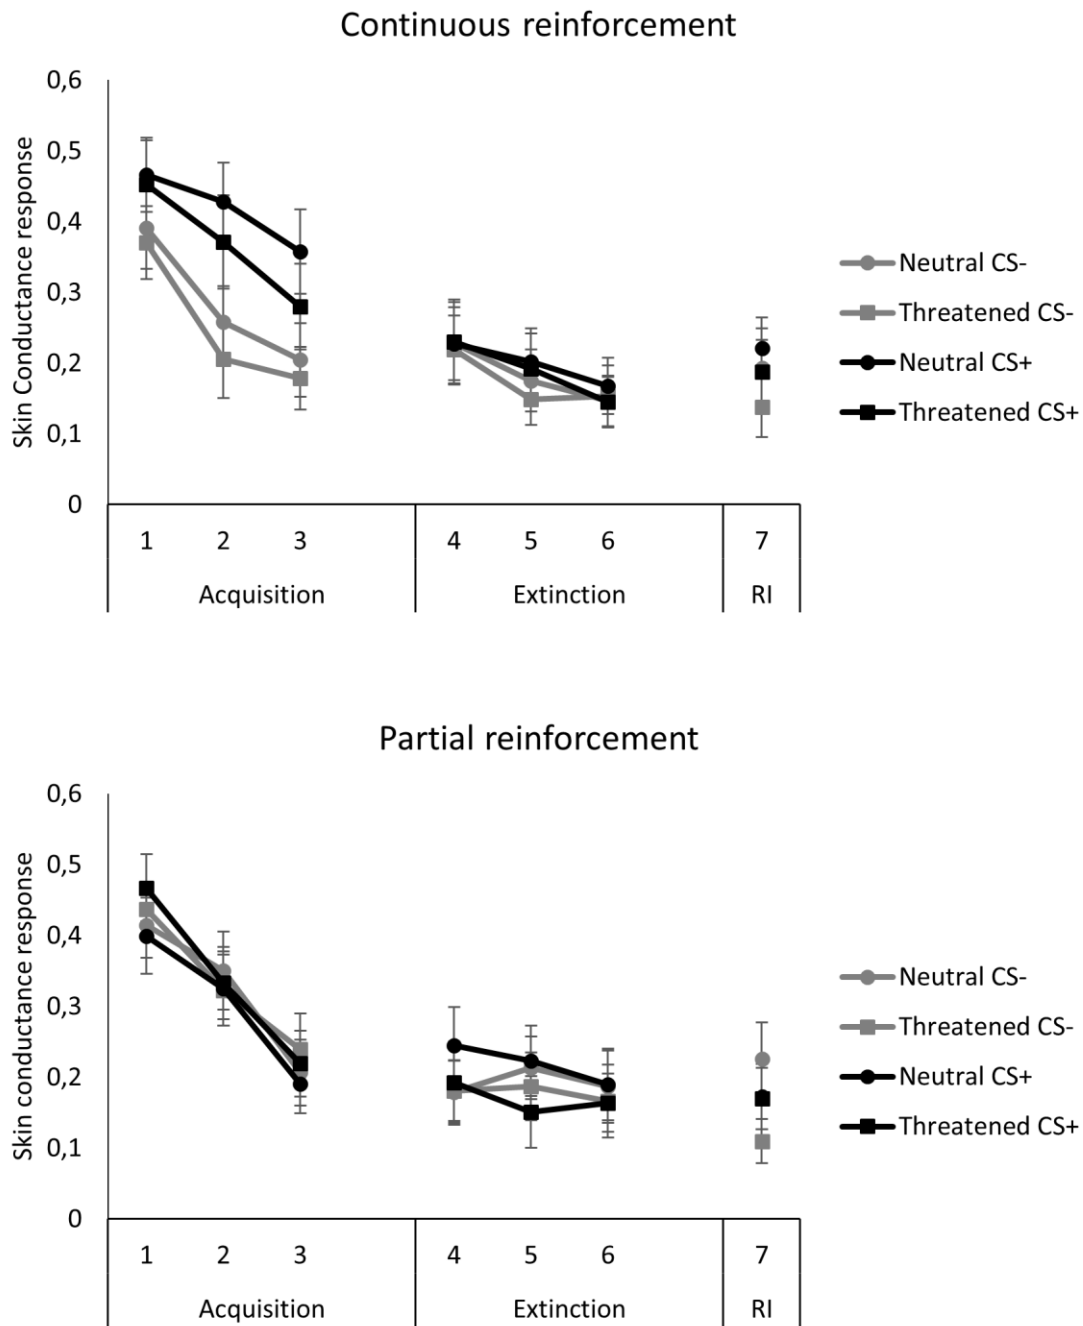 Continuous reinforcement
0,6
0,5
0,4
0,3
0,2
0,1
0
Skin Conductance response
1 2 3 4 5 6 7
Acquisition Extinction RI
Neutral CS-
Threatened CS-
Neutral CS+
Threatened CS+
Partial reinforcement
0,6
0,5
0,4
0,3
0,2
0,1
0
Skin conductance response
1 2 3 4 5 6 7
Acquisition Extinction RI
Neutral CS-
Threatened CS-
Neutral CS+
Threatened CS+